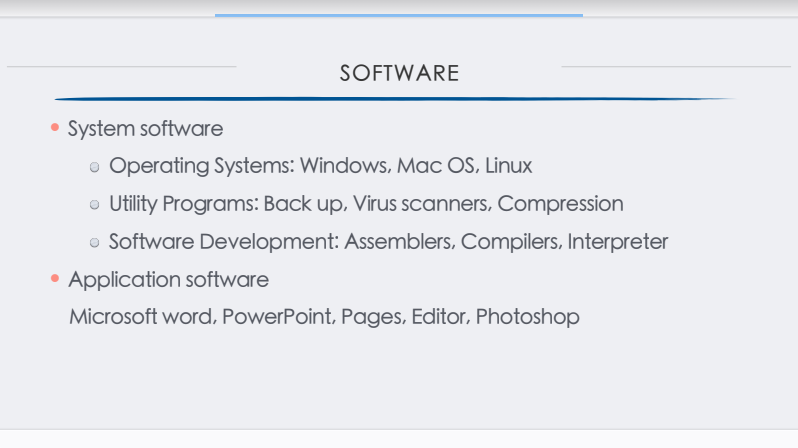 SOFTWARE
System software
Operating Systems: Windows, Mac OS, Linux
Utility Programs: Back up, Virus scanners, Compression
Software Development: Assemblers, Compilers, Interpreter
Application software
Microsoft word, PowerPoint, Pages, Editor, Photoshop